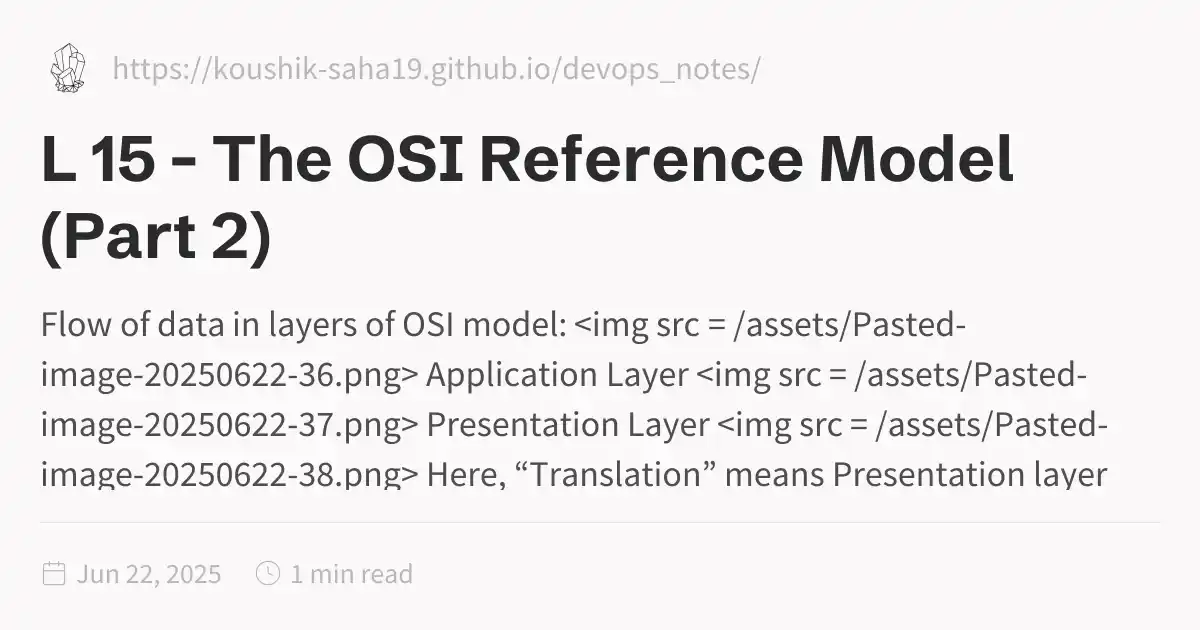 https://koushik-saha19.github.io/devops_notes/
L 15 - The OSI Reference Model
(Part 2)
Flow of data in layers of OSI model: <img src = /assets/Pasted-
image-20250622-36.png> Application Layer <img src = /assets/Pasted-
image-20250622-37.png> Presentation Layer <img src = /assets/Pasted-
image-20250622-38.png> Here, “Translation” means Presentation layer
Jun 22, 2025
1 min read